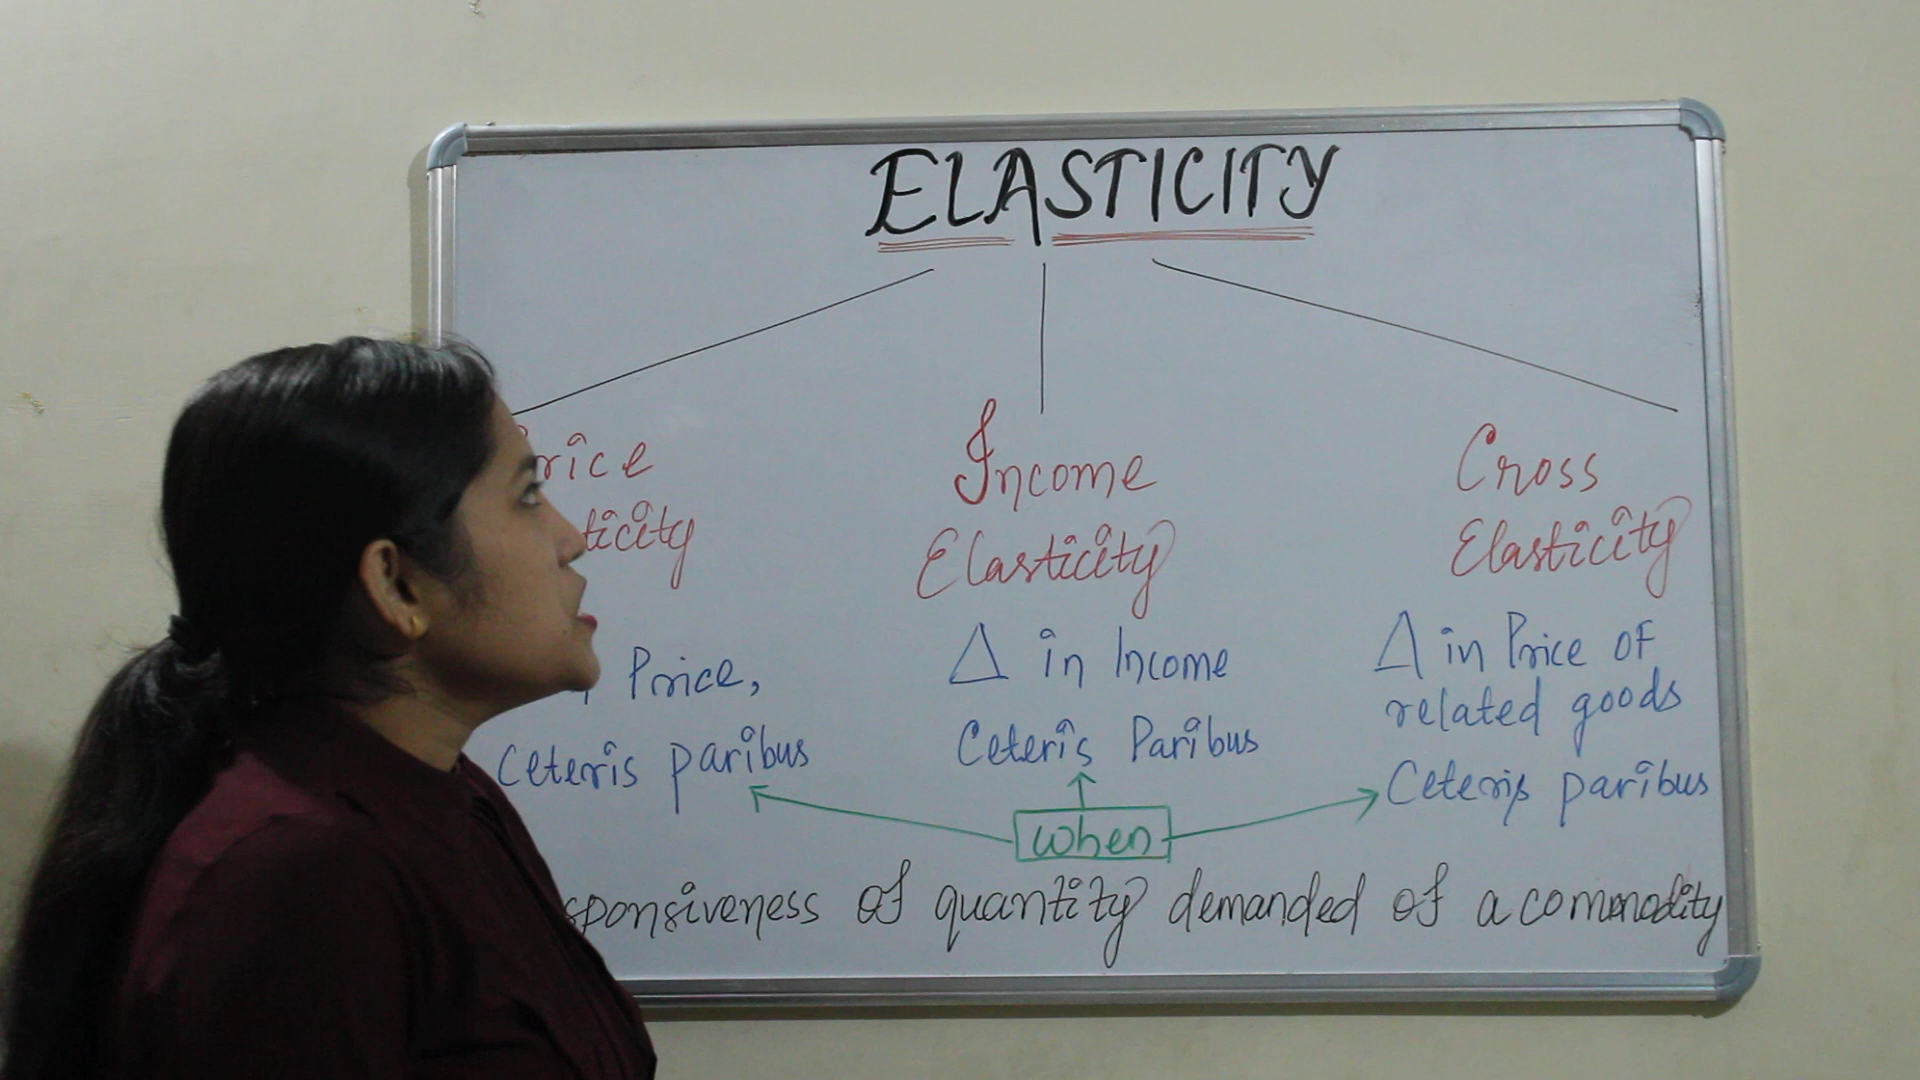 ELASTICITY
rice
ticity
Price,
Ceteris paribus
Income
Elasticity
Δ in Income
Ceteris Paribus
Cross
Elasticity
Δ in Price of
related goods
Ceteris paribus
when
sponsiveness of quantity demanded of a commodity